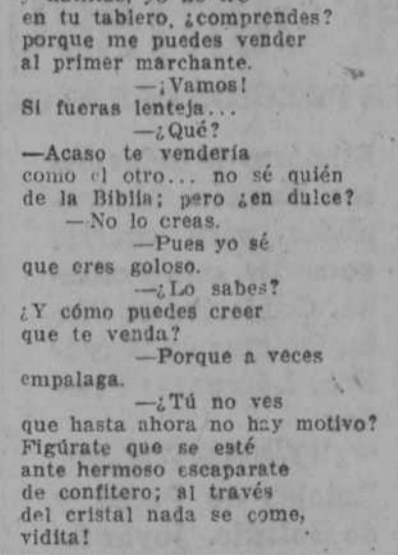 en tu tablero, ¿comprendes?
porque me puedes vender
al primer marchante.
—¡Vamos!
Si fueras lenteja...
—¿Qué?
—Acaso te vendería
como el otro... no sé quién
de la Biblia; pero ¿en dulce?
—No lo creas.
—Pues yo sé
que eres goloso.
—¿Lo sabes?
¿Y cómo puedes creer
que te venda?
—Porque a veces
empalaga.
—¿Tú no ves
que hasta ahora no hay motivo?
Figúrate que se esté
ante hermoso escaparate
de confitero; al través
del cristal nada se come,
vidita!